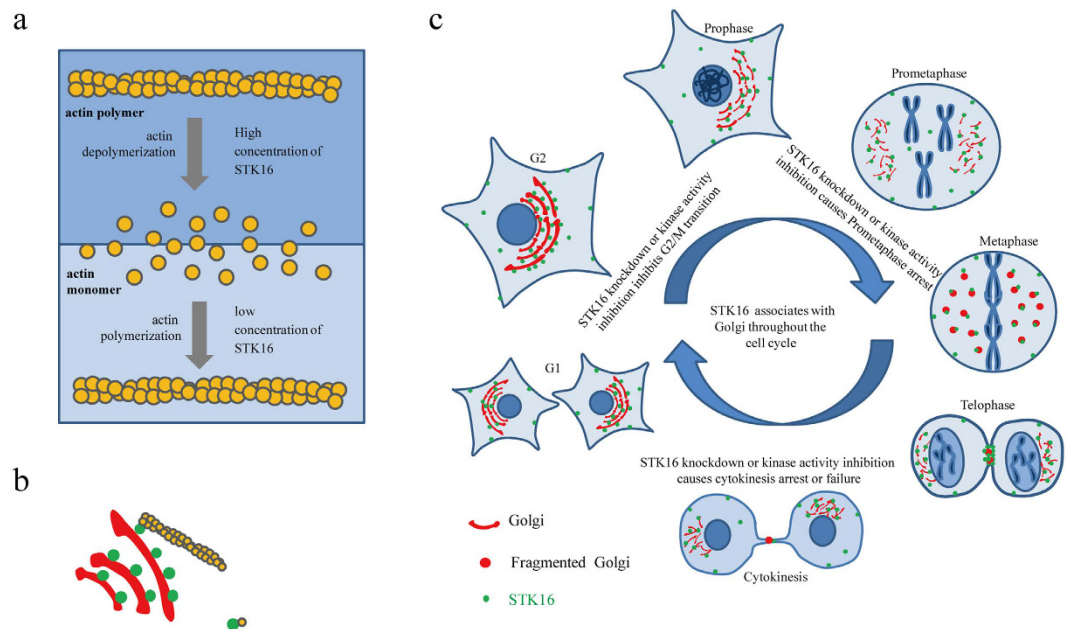 a
actin polymer
actin
depolymerization
High
concentration of
STK16
actin
monomer
actin
polymerization
low
concentration of
STK16
b
c
Prophase
Prometaphase
G2
STK16 knockdown or kinase activity
inhibition inhibits G2/M transition
STK16 knockdown or kinase activity
inhibition causes Prometaphase arrest
Metaphase
STK16 associates with
Golgi throughout the
cell cycle
G1
Telophase
STK16 knockdown or kinase activity inhibition
causes cytokinesis arrest or failure
Cytokinesis
Golgi
Fragmented Golgi
STK16